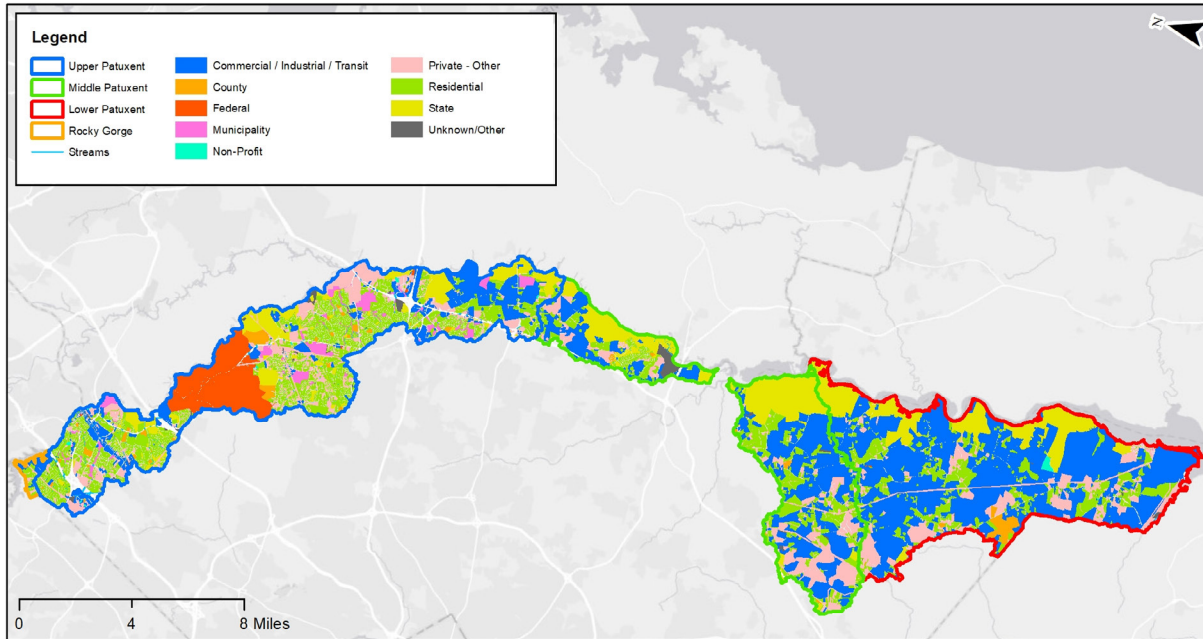 N
Legend
Upper Patuxent
Middle Patuxent
Lower Patuxent
Rocky Gorge
Streams
Commercial / Industrial / Transit
County
Federal
Municipality
Non-Profit
Private - Other
Residential
State
Unknown/Other
0 4 8 Miles